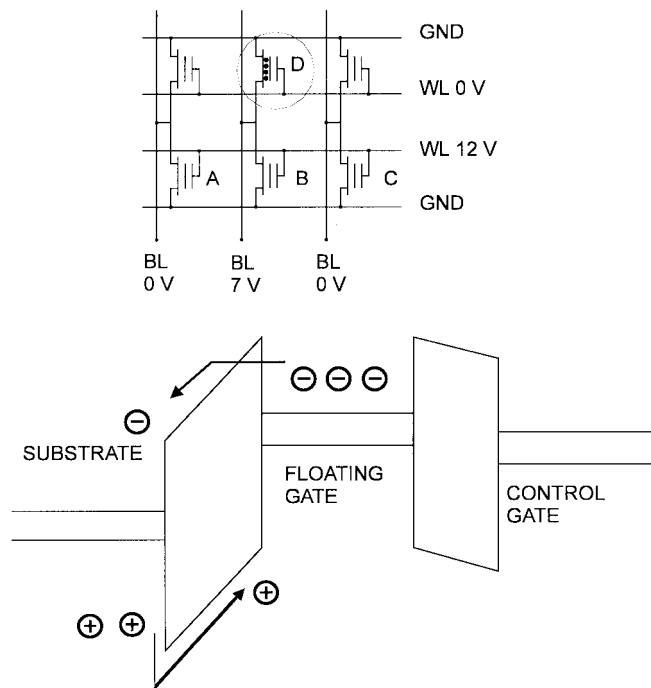 GND
D
WL 0 V
WL 12 V
A
B
C
GND
BL
0 V
BL
7 V
BL
0 V
SUBSTRATE
FLOATING
GATE
CONTROL
GATE